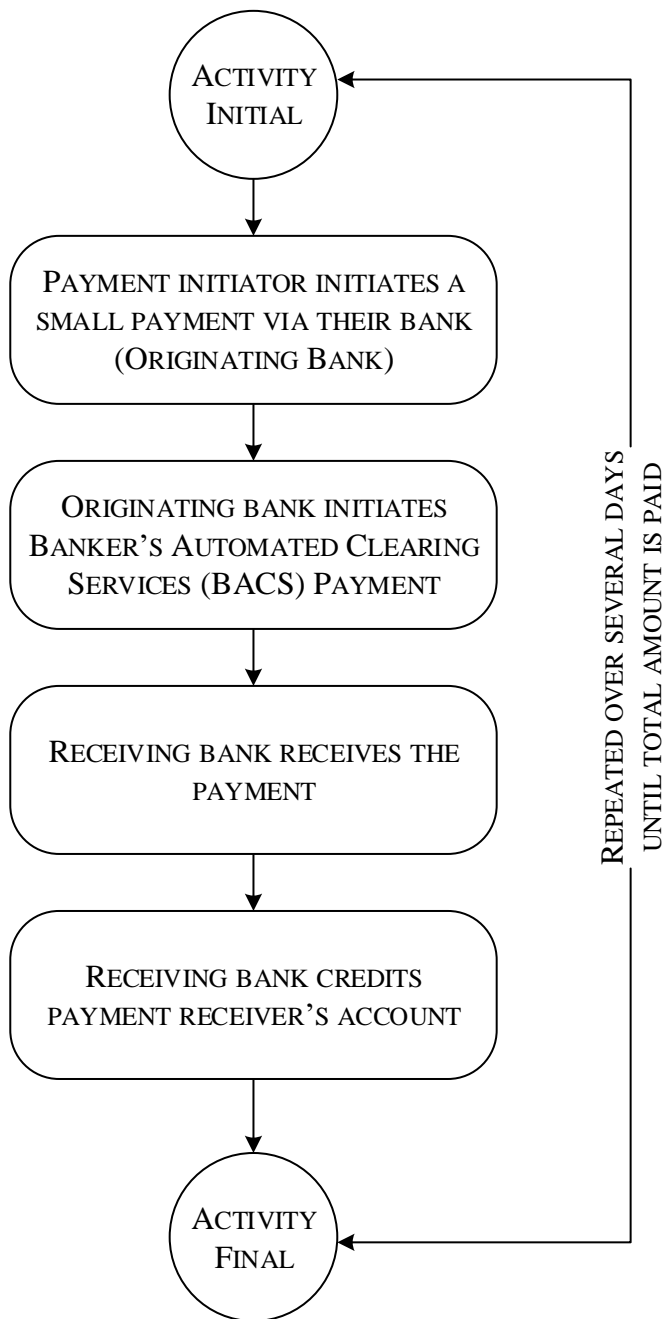 ACTIVITY
INITIAL
PAYMENT INITIATOR INITIATES A
SMALL PAYMENT VIA THEIR BANK
(ORIGINATING BANK)
ORIGINATING BANK INITIATES
BANKER’S AUTOMATED CLEARING
SERVICES (BACS) PAYMENT
RECEIVING BANK RECEIVES THE
PAYMENT
RECEIVING BANK CREDITS
PAYMENT RECEIVER’S ACCOUNT
ACTIVITY
FINAL
REPEATED OVER SEVERAL DAYS
UNTIL TOTAL AMOUNT IS PAID